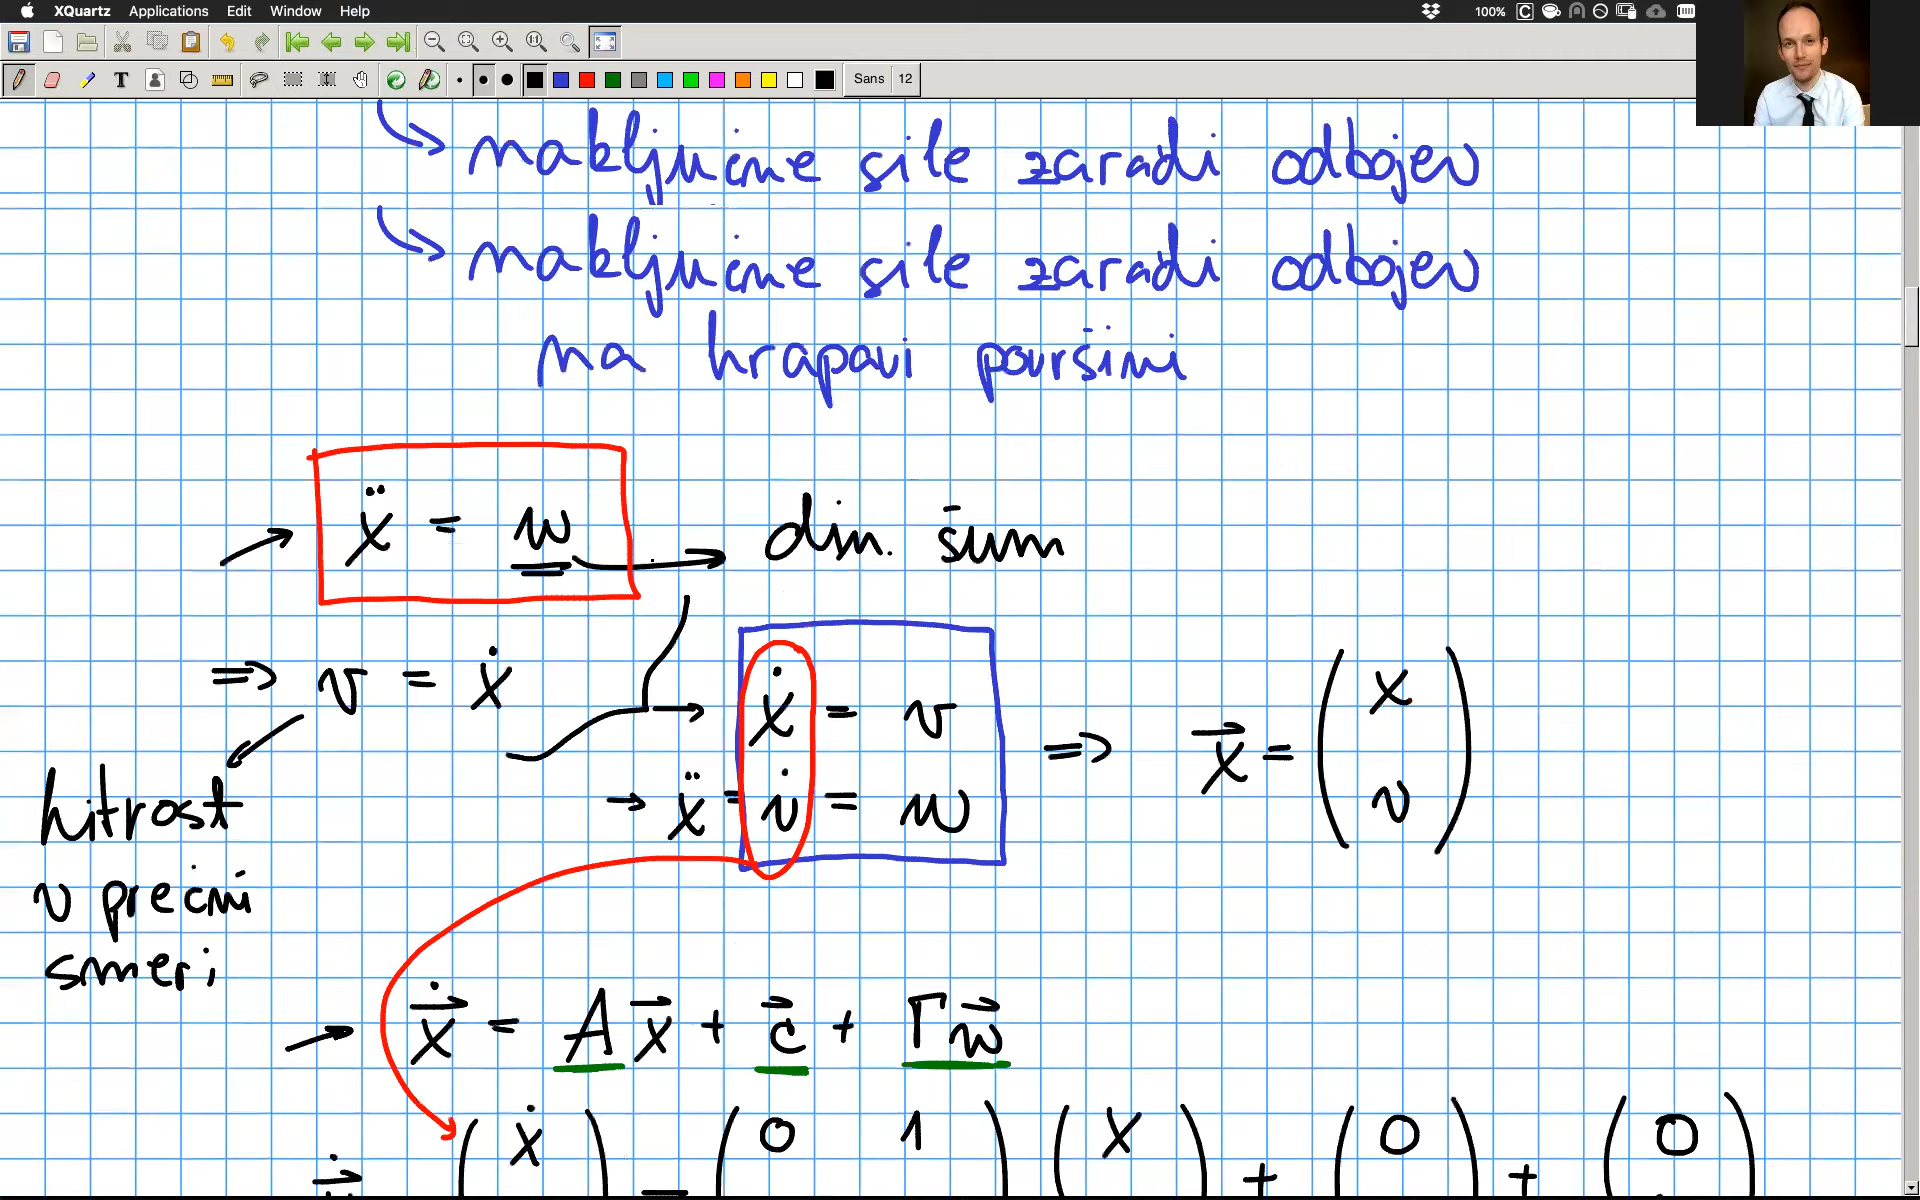 XQuartz Applications Edit Window Help
100%
Sans 12
naključne sile zaradi odbojev
naključne sile zaradi odbojev
na hrapavi površini
ẍ = w → din. šum
⇒ v = ẋ
→ ẋ = v
→ ẍ = v̇ = w
⇒ x⃗ = ( x v )
hitrost
v prečni
smeri
→ ẋ⃗ = A x⃗ + c⃗ + Γ w⃗
( ẋ ) = ( 0 1 ) ( x ) + ( 0 ) + ( 0 )